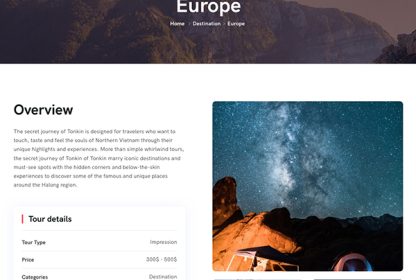 Europe
Home > Destination > Europe
Overview
The secret journey of Tonkin is designed for travelers who want to
touch, taste and feel the souls of Northern Vietnam through their
unique highlights and experiences. More than simple whirlwind tours,
the secret journey of Tonkin of Tonkin marry iconic destinations and
must-see spots with the hidden corners and below-the-skin
experiences to discover some of the famous and unique places
around the Halong region.
Tour details
Tour Type Impression
Price 300$ - 500$
Categories Destination